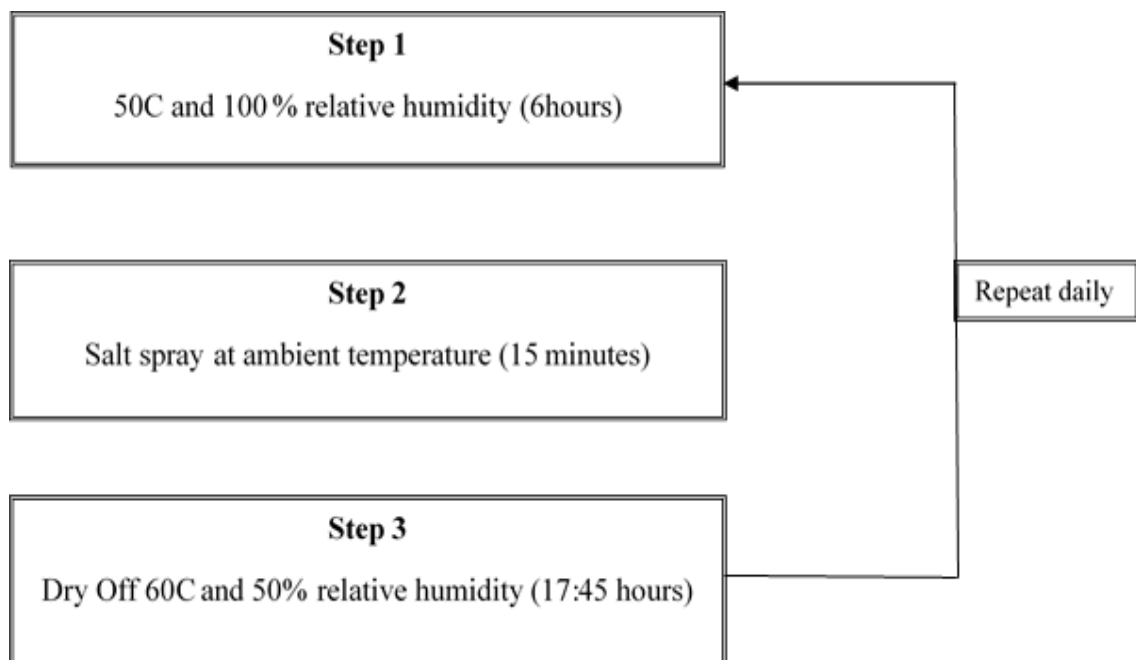 Step 1
50C and 100 % relative humidity (6hours)
Step 2
Salt spray at ambient temperature (15 minutes)
Repeat daily
Step 3
Dry Off 60C and 50% relative humidity (17:45 hours)